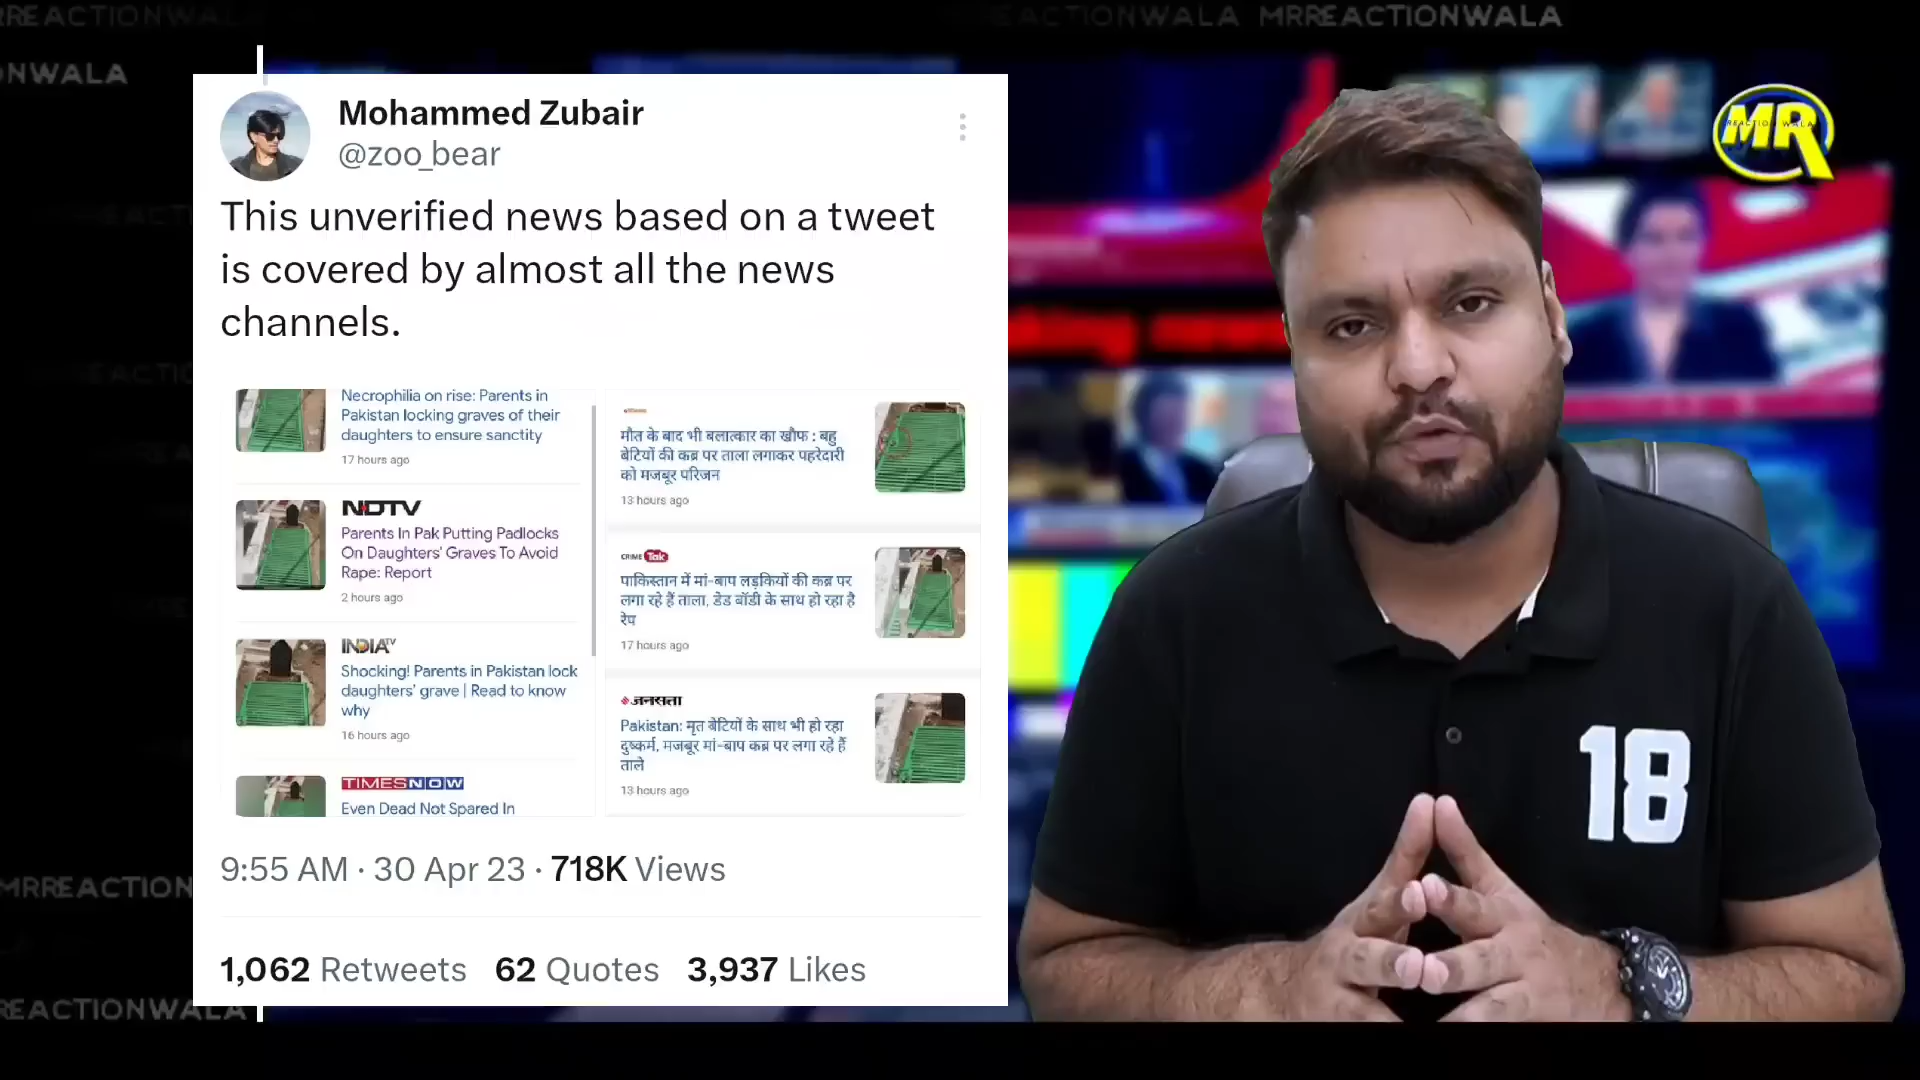 MRREACTIONWALA
MRREACTIONWALA
Mohammed Zubair
@zoo_bear
This unverified news based on a tweet
is covered by almost all the news
channels.
Necrophilia on rise: Parents in
Pakistan locking graves of their
daughters to ensure sanctity
17 hours ago
NDTV
Parents In Pak Putting Padlocks
On Daughters' Graves To Avoid
Rape: Report
2 hours ago
INDIA TV
Shocking! Parents in Pakistan lock
daughters' grave | Read to know
why
16 hours ago
TIMES NOW
Even Dead Not Spared In
मौत के बाद भी बलात्कार का खौफ : बहु
बेटियों की कब्र पर ताला लगाकर पहरेदारी
को मजबूर परिजन
13 hours ago
CRIME Tak
पाकिस्तान में मां-बाप लड़कियों की कब्र पर
लगा रहे हैं ताला, डेड बॉडी के साथ हो रहा है
रेप
17 hours ago
जनसत्ता
Pakistan: मृत बेटियों के साथ भी हो रहा
दुष्कर्म, मजबूर मां-बाप कब्र पर लगा रहे हैं
ताले
13 hours ago
9:55 AM · 30 Apr 23 · 718K Views
1,062 Retweets 62 Quotes 3,937 Likes
MR
REACTION WALA
18
MRREACTION
REACTIONWALA